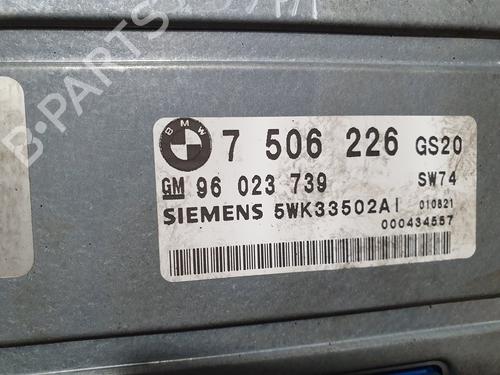 BMW
7 506 226 GS20
GM 96 023 739 SW74
SIEMENS 5WK33502AI 010821
000434557
B-PARTS